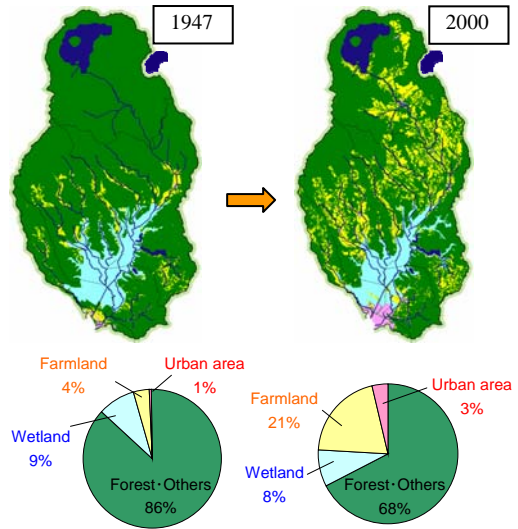 1947
2000
Farmland
4%
Urban area
1%
Wetland
9%
Forest・Others
86%
Farmland
21%
Urban area
3%
Wetland
8%
Forest・Others
68%